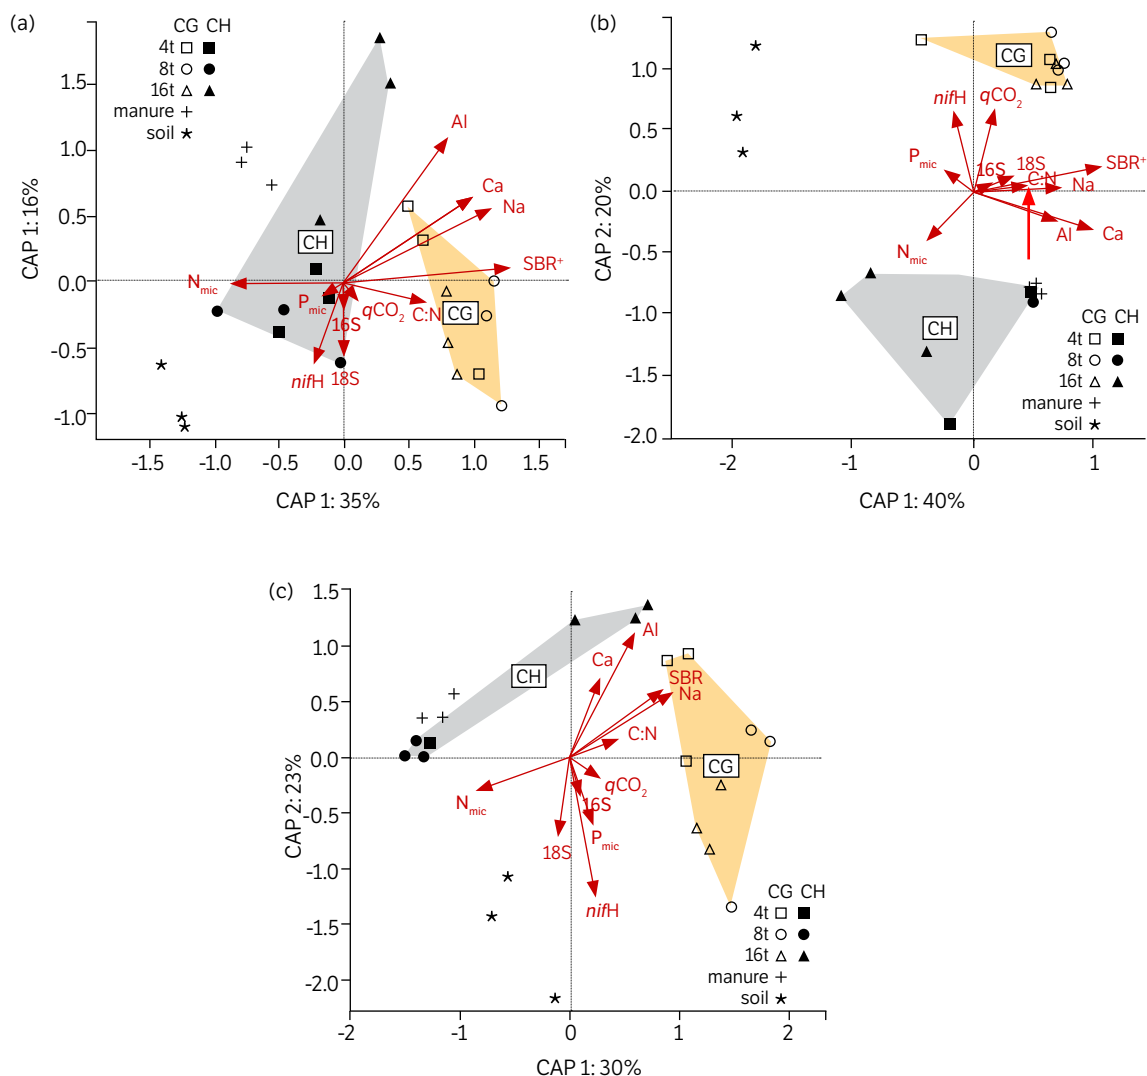 (a)
CG CH
4t
8t
16t
manure
soil
1.5
1.0
0.5
0.0
-0.5
-1.0
CAP 1: 16%
Al
Ca
Na
SBR+
CH
Nmic
Pmic
qCO2
C:N
CG
16S
nifH
18S
-1.5 -1.0 -0.5 0.0 0.5 1.0 1.5
CAP 1: 35%
(b)
1.0
0.5
0.0
-0.5
-1.0
-1.5
-2.0
CAP 2: 20%
CG
nifH
qCO2
Pmic
16S
18S
SBR+
C:N
Na
Nmic
Al
Ca
CH
CG CH
4t
8t
16t
manure
soil
-2 -1 0 1
CAP 1: 40%
(c)
1.5
1.0
0.5
0.0
-0.5
-1.0
-1.5
-2.0
CAP 2: 23%
Al
CH
Ca
SBR
Na
C:N
CG
qCO2
Nmic
16S
Pmic
18S
nifH
CG CH
4t
8t
16t
manure
soil
-2 -1 0 1 2
CAP 1: 30%